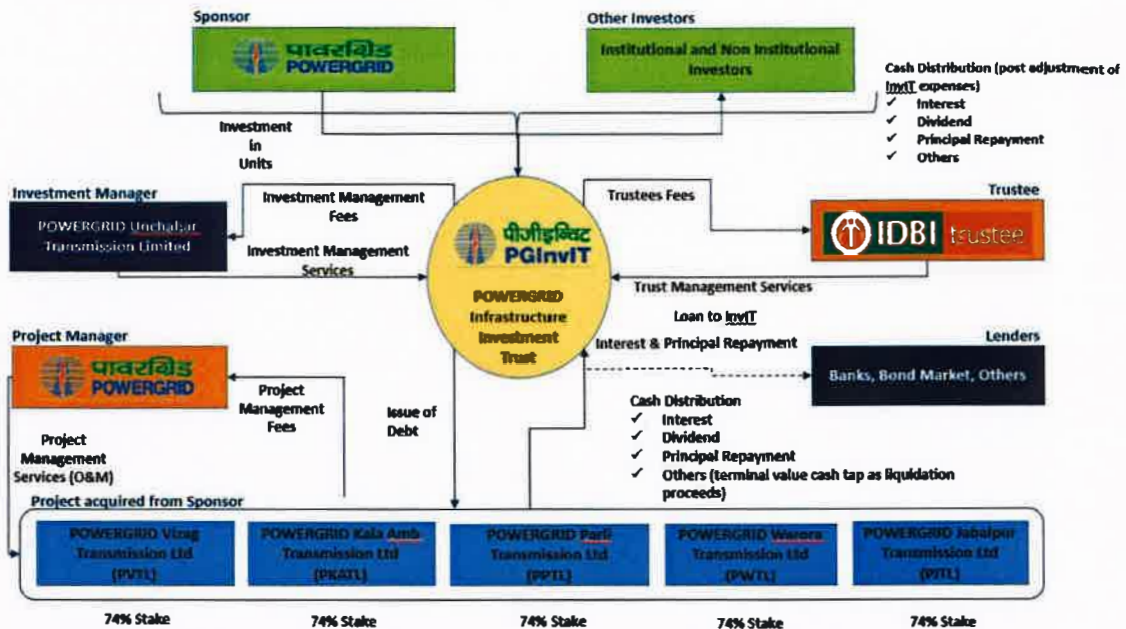 Sponsor
Other Investors
पावरग्रिड
POWERGRID
Institutional and Non Institutional
Investors
Cash Distribution (post adjustment of
InvIT expenses)
✓ Interest
✓ Dividend
✓ Principal Repayment
✓ Others
Investment
in
Units
Investment Manager
POWERGRID Unchahar
Transmission Limited
Investment Management
Fees
Investment Management
Services
पीजीइन्विट
PGInvIT
POWERGRID
Infrastructure
Investment
Trust
Trustees Fees
Trustee
IDBI trustee
Trust Management Services
Loan to InvIT
Interest & Principal Repayment
Lenders
Banks, Bond Market, Others
Project Manager
पावरग्रिड
POWERGRID
Project
Management
Fees
Issue of
Debt
Cash Distribution
✓ Interest
✓ Dividend
✓ Principal Repayment
✓ Others (terminal value cash tap as liquidation
proceeds)
Project
Management
Services (O&M)
Project acquired from Sponsor
POWERGRID Vizag
Transmission Ltd
(PVTL)
POWERGRID Kala Amb
Transmission Ltd
(PKATL)
POWERGRID Parli
Transmission Ltd
(PPTL)
POWERGRID Warora
Transmission Ltd
(PWTL)
POWERGRID Jabalpur
Transmission Ltd
(PJTL)
74% Stake
74% Stake
74% Stake
74% Stake
74% Stake